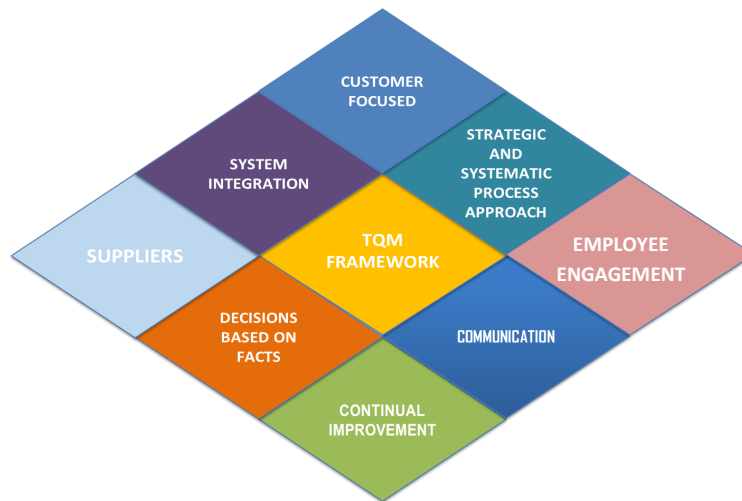 CUSTOMER
FOCUSED
STRATEGIC
AND
SYSTEMATIC
PROCESS
APPROACH
SYSTEM
INTEGRATION
SUPPLIERS
TQM
FRAMEWORK
EMPLOYEE
ENGAGEMENT
DECISIONS
BASED ON
FACTS
COMMUNICATION
CONTINUAL
IMPROVEMENT